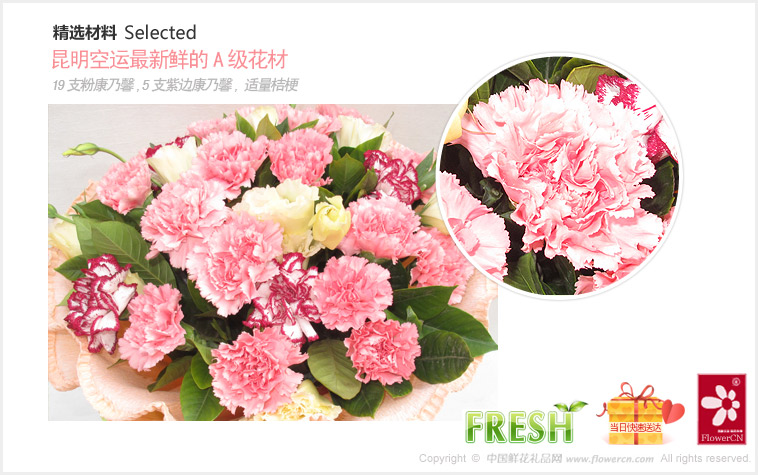 精选材料 Selected
昆明空运最新鲜的 A 级花材
19 支粉康乃馨 , 5 支紫边康乃馨 , 适量桔梗
FRESH
当日快速送达
FlowerCN
Copyright © 中国鲜花礼品网 www.flowercn.com All rights reserved.